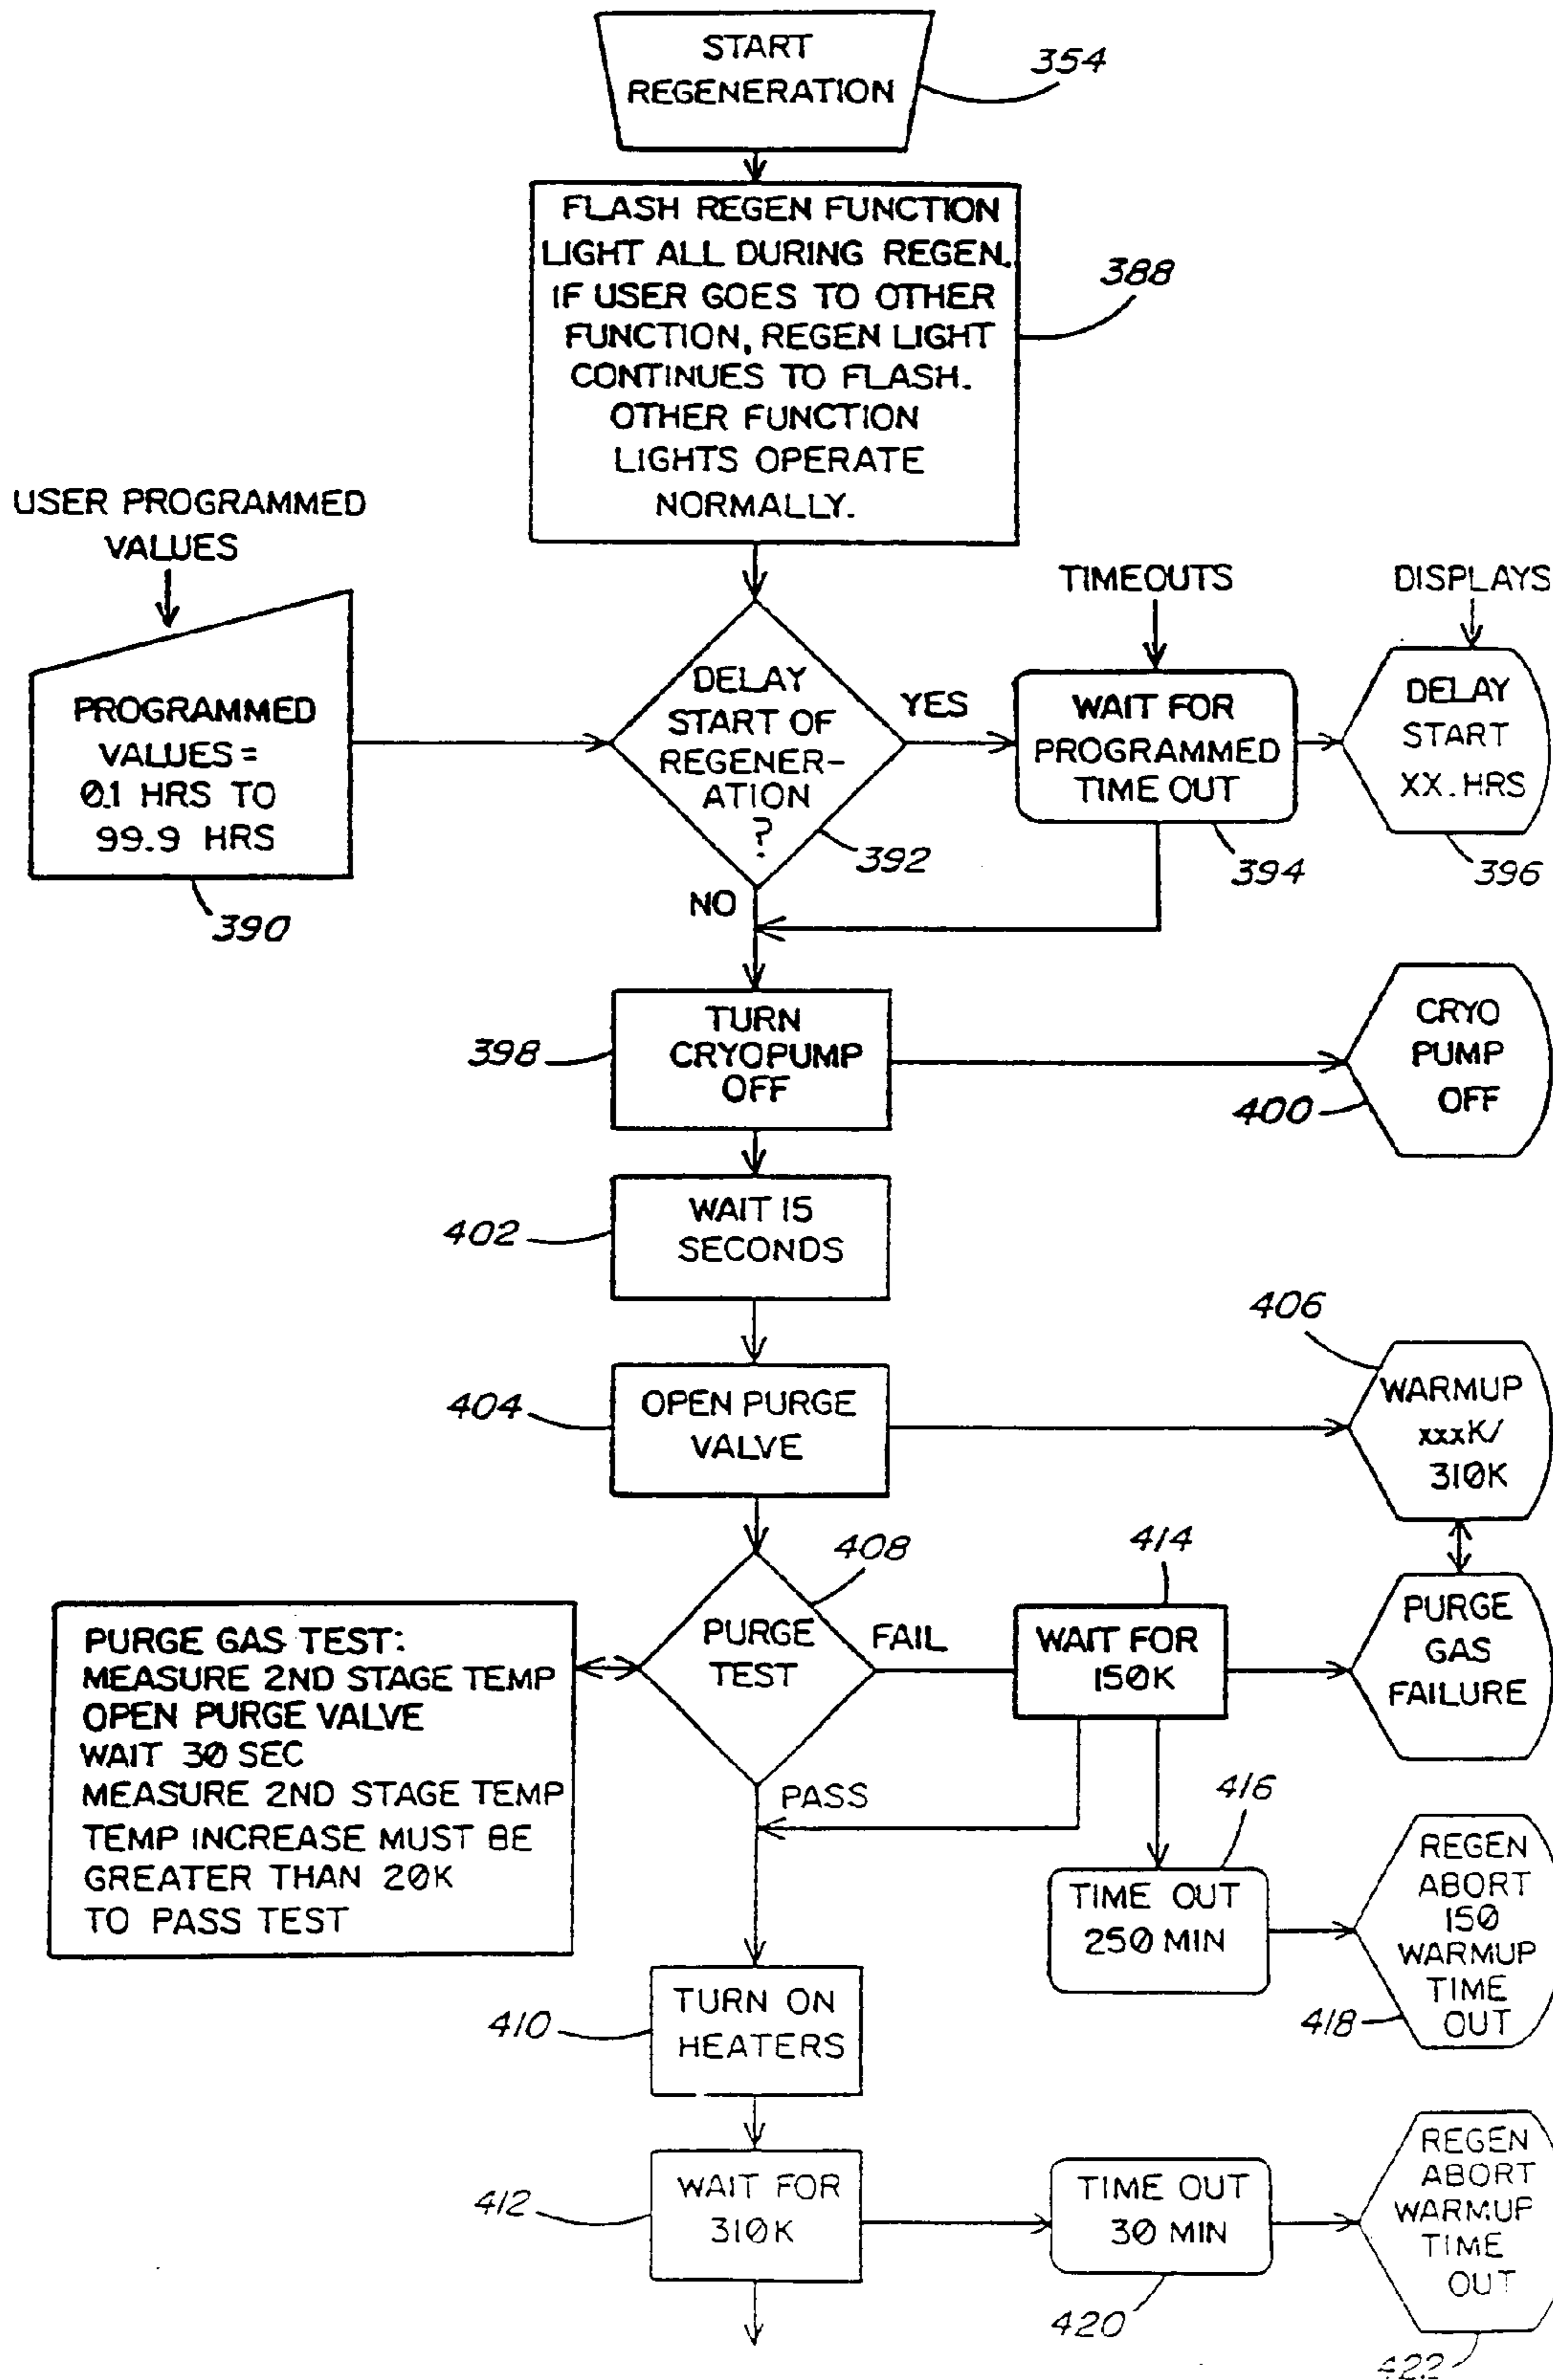 START
REGENERATION
354
FLASH REGEN FUNCTION
LIGHT ALL DURING REGEN.
IF USER GOES TO OTHER
FUNCTION, REGEN LIGHT
CONTINUES TO FLASH.
OTHER FUNCTION
LIGHTS OPERATE
NORMALLY.
388
USER PROGRAMMED
VALUES
PROGRAMMED
VALUES =
0.1 HRS TO
99.9 HRS
390
DELAY
START OF
REGENER-
ATION
?
392
YES
NO
TIMEOUTS
WAIT FOR
PROGRAMMED
TIME OUT
394
DISPLAYS
DELAY
START
XX. HRS
396
TURN
CRYOPUMP
OFF
398
CRYO
PUMP
OFF
400
WAIT 15
SECONDS
402
OPEN PURGE
VALVE
404
406
WARMUP
xxxK/
310K
PURGE
TEST
408
FAIL
PASS
PURGE GAS TEST:
MEASURE 2ND STAGE TEMP
OPEN PURGE VALVE
WAIT 30 SEC
MEASURE 2ND STAGE TEMP
TEMP INCREASE MUST BE
GREATER THAN 20K
TO PASS TEST
414
WAIT FOR
150K
PURGE
GAS
FAILURE
416
TIME OUT
250 MIN
REGEN
ABORT
150
WARMUP
TIME
OUT
418
TURN ON
HEATERS
410
WAIT FOR
310K
412
TIME OUT
30 MIN
420
REGEN
ABORT
WARMUP
TIME
OUT
422